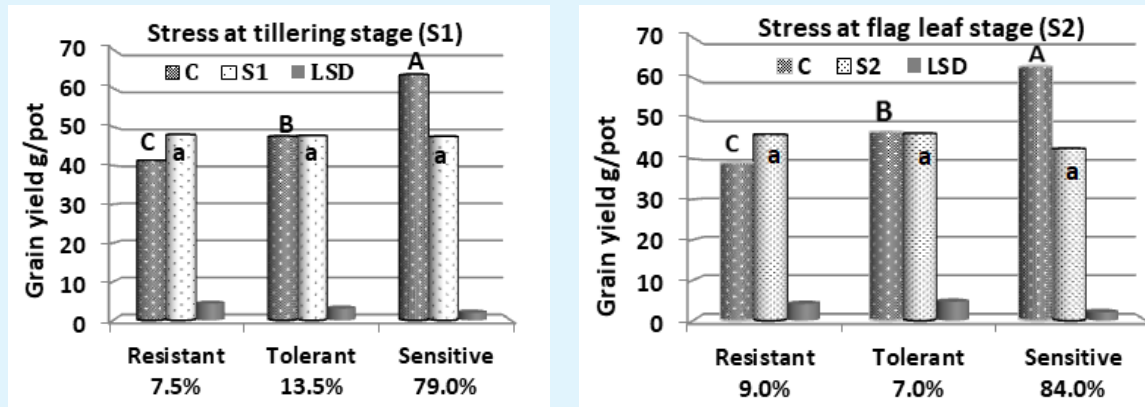 Stress at tillering stage (S1)
C S1 LSD
Grain yield g/pot
70
60
50
40
30
20
10
0
C a B a A a
Resistant Tolerant Sensitive
7.5% 13.5% 79.0%
Stress at flag leaf stage (S2)
C S2 LSD
Grain yield g/pot
70
60
50
40
30
20
10
0
C a B a A a
Resistant Tolerant Sensitive
9.0% 7.0% 84.0%